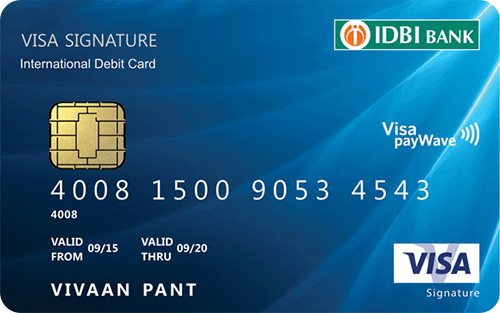 VISA SIGNATURE
IDBI BANK
International Debit Card
Visa
payWave
4008 1500 9053 4543
4008
VALID FROM 09/15 VALID THRU 09/20
VIVAAN PANT
VISA
Signature